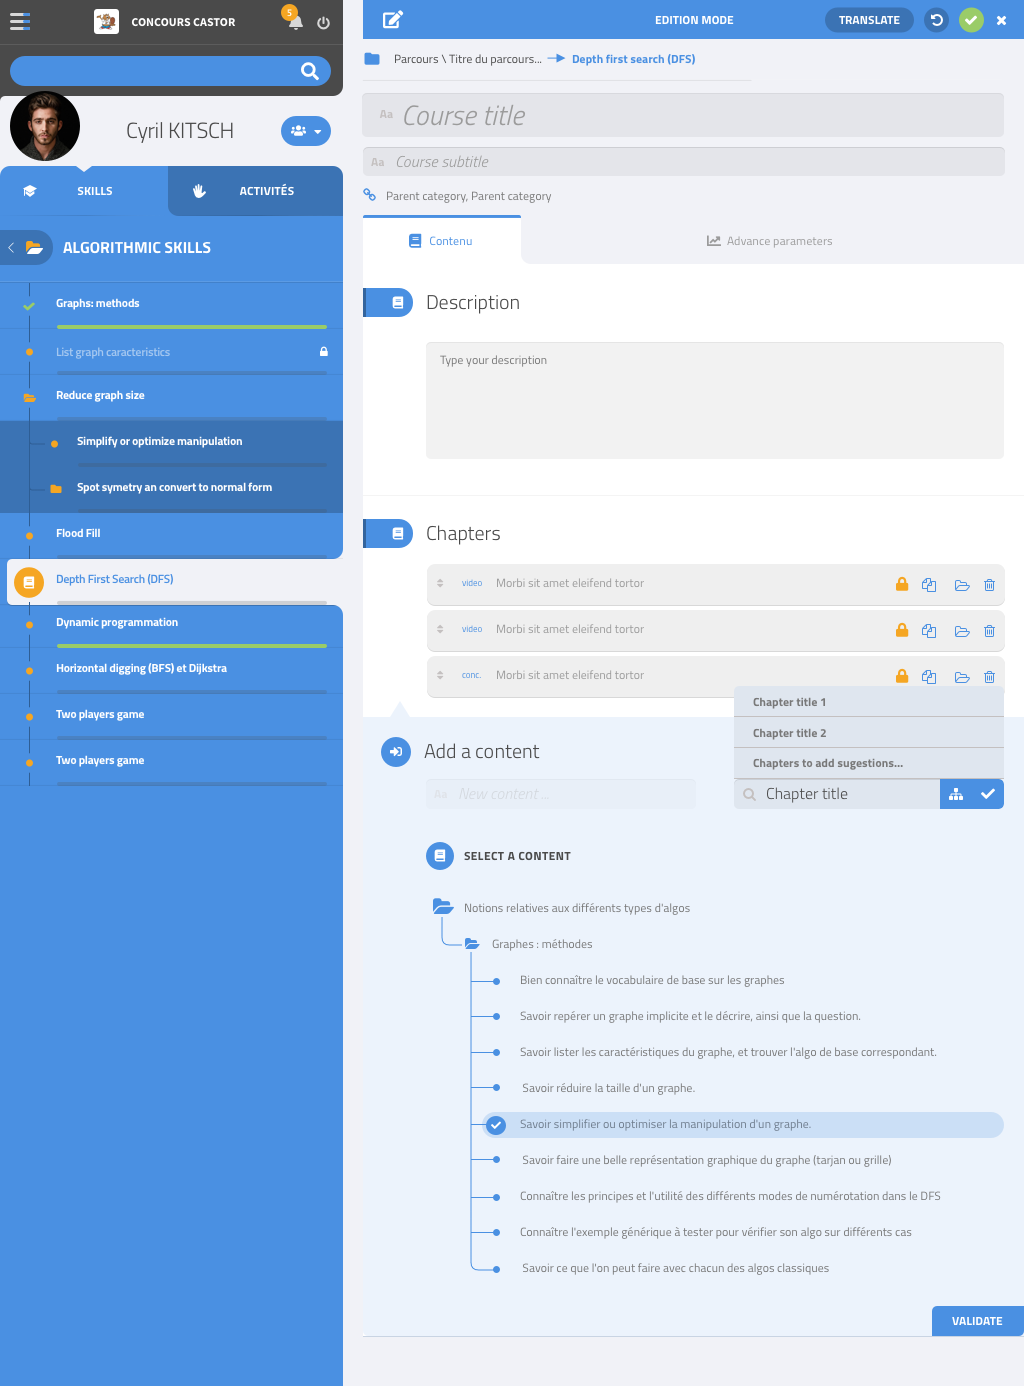 CONCOURS CASTOR
5
Cyril KITSCH
SKILLS
ACTIVITÉS
ALGORITHMIC SKILLS
Graphs: methods
List graph caracteristics
Reduce graph size
Simplify or optimize manipulation
Spot symetry an convert to normal form
Flood Fill
Depth First Search (DFS)
Dynamic programmation
Horizontal digging (BFS) et Dijkstra
Two players game
Two players game
EDITION MODE
TRANSLATE
Parcours \ Titre du parcours... Depth first search (DFS)
Aa Course title
Aa Course subtitle
Parent category, Parent category
Contenu
Advance parameters
Description
Type your description
Chapters
video Morbi sit amet eleifend tortor
video Morbi sit amet eleifend tortor
conc. Morbi sit amet eleifend tortor
Chapter title 1
Chapter title 2
Chapters to add sugestions...
Add a content
Aa New content ...
Chapter title
SELECT A CONTENT
Notions relatives aux différents types d'algos
Graphes : méthodes
Bien connaître le vocabulaire de base sur les graphes
Savoir repérer un graphe implicite et le décrire, ainsi que la question.
Savoir lister les caractéristiques du graphe, et trouver l'algo de base correspondant.
Savoir réduire la taille d'un graphe.
Savoir simplifier ou optimiser la manipulation d'un graphe.
Savoir faire une belle représentation graphique du graphe (tarjan ou grille)
Connaître les principes et l'utilité des différents modes de numérotation dans le DFS
Connaître l'exemple générique à tester pour vérifier son algo sur différents cas
Savoir ce que l'on peut faire avec chacun des algos classiques
VALIDATE